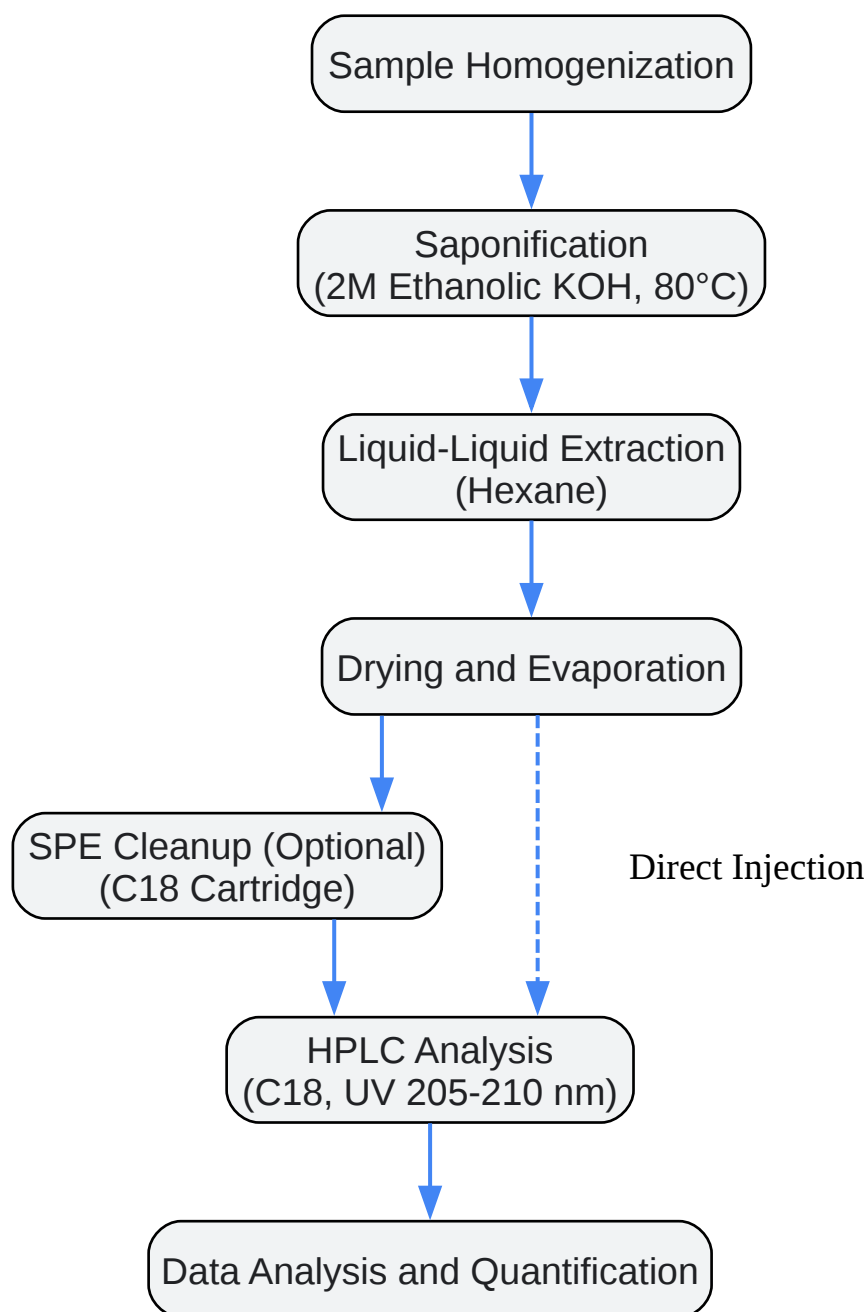 Sample Homogenization
Saponification
(2M Ethanolic KOH, 80°C)
Liquid-Liquid Extraction
(Hexane)
Drying and Evaporation
SPE Cleanup (Optional)
(C18 Cartridge)
Direct Injection
HPLC Analysis
(C18, UV 205-210 nm)
Data Analysis and Quantification